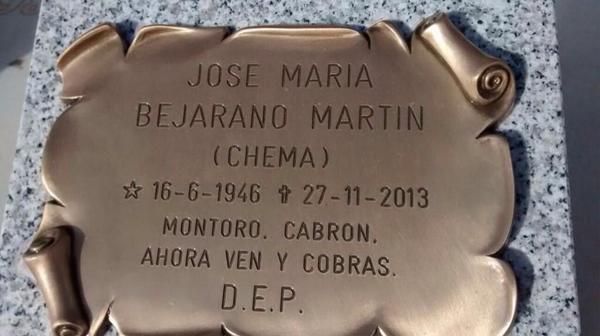 JOSE MARIA
BEJARANO MARTIN
(CHEMA)
☆ 16-6-1946 ✞ 27-11-2013
MONTORO, CABRON,
AHORA VEN Y COBRAS.
D.E.P.